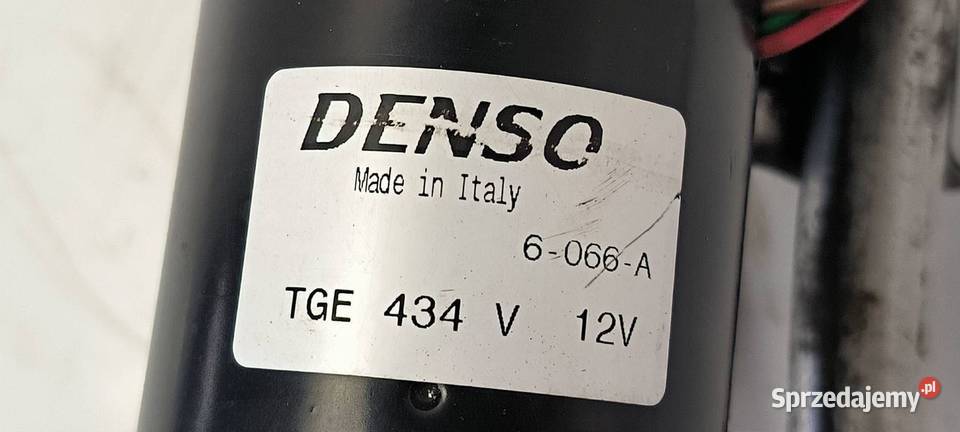 DENSO
Made in Italy
6-066-A
TGE 434 V 12V
Sprzedajemy.pl